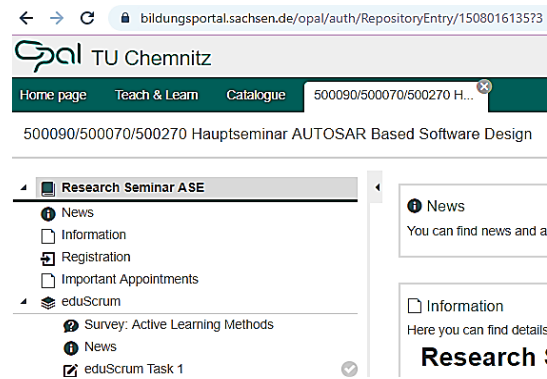 bildungsportal.sachsen.de/opal/auth/RepositoryEntry/1508016135?3
Opal TU Chemnitz
Home page Teach & Learn Catalogue 500090/500070/500270 H...
500090/500070/500270 Hauptseminar AUTOSAR Based Software Design
Research Seminar ASE
News
Information
Registration
Important Appointments
eduScrum
Survey: Active Learning Methods
News
eduScrum Task 1
News
You can find news and a
Information
Here you can find details
Research